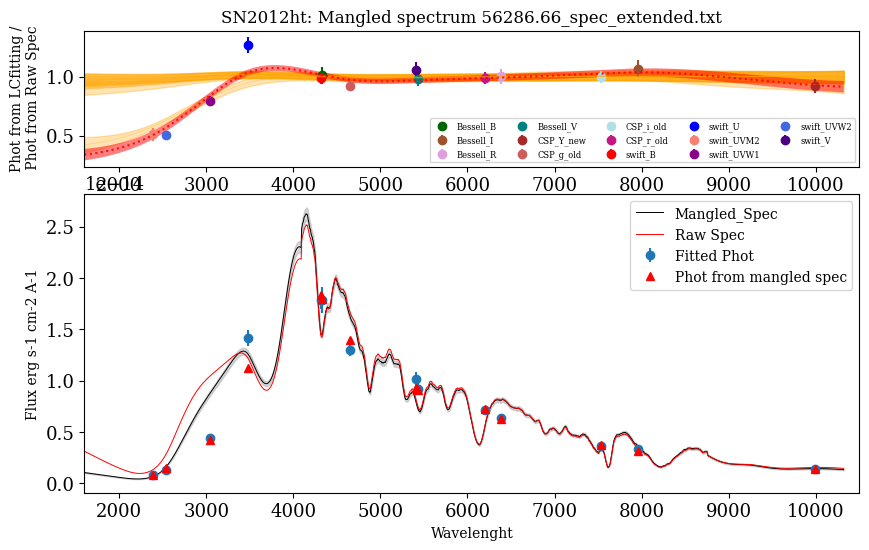 SN2012ht: Mangled spectrum 56286.66_spec_extended.txt
Phot from LCfitting /
Phot from Raw Spec
1.0
0.5
Bessell_B
Bessell_I
Bessell_R
Bessell_V
CSP_Y_new
CSP_g_old
CSP_i_old
CSP_r_old
swift_B
swift_U
swift_UVM2
swift_UVW1
swift_UVW2
swift_V
2000 3000 4000 5000 6000 7000 8000 9000 10000
1e−14
Flux erg s-1 cm-2 A-1
2.5
2.0
1.5
1.0
0.5
0.0
Mangled_Spec
Raw Spec
Fitted Phot
Phot from mangled spec
2000 3000 4000 5000 6000 7000 8000 9000 10000
Wavelenght